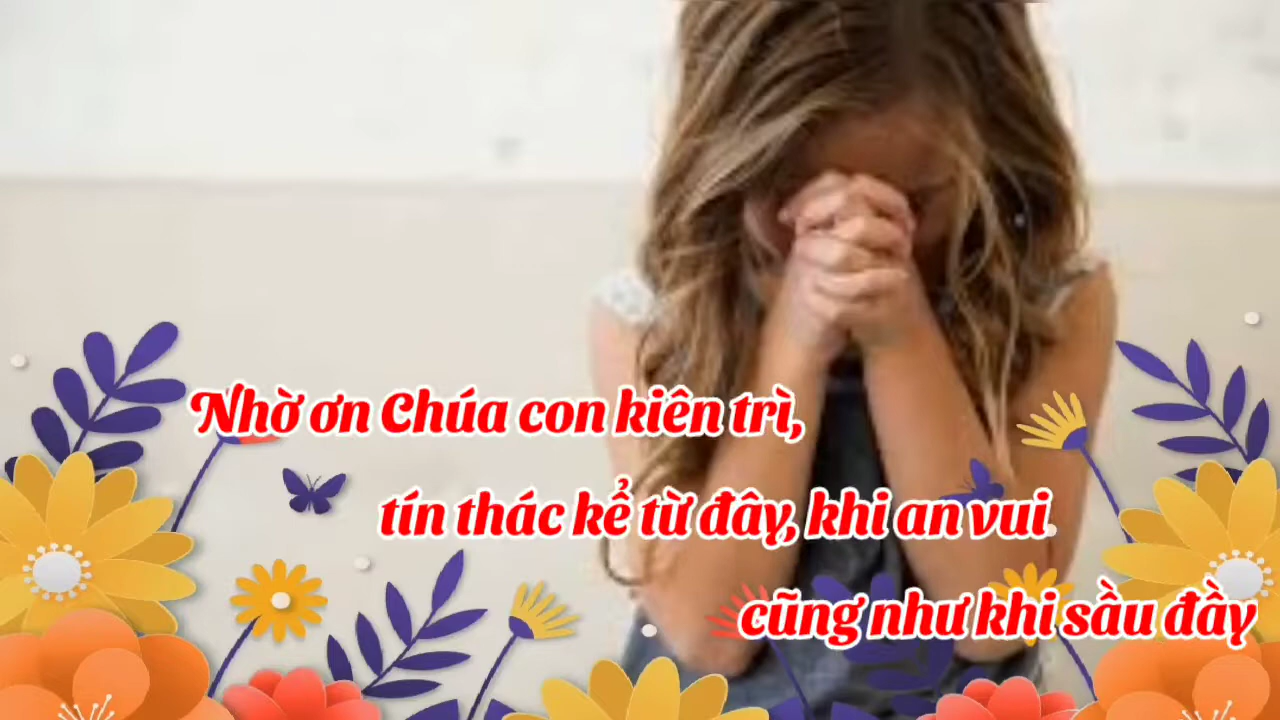 Nhờ ơn Chúa con kiên trì,
tín thác kể từ đây, khi an vui
cũng như khi sầu đầy